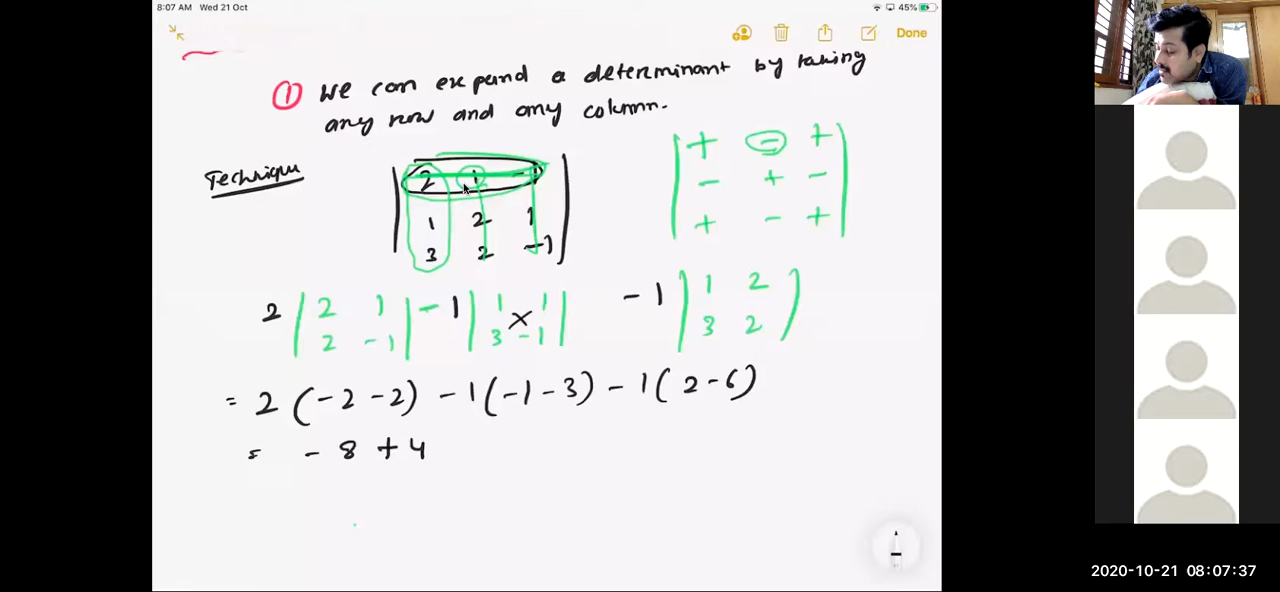 8:07 AM Wed 21 Oct
45%
Done
① We can expand a determinant by taking
any row and any column.
Technique
| 2 1 -1 |
| 1 2 1 |
| 3 2 -1 |
| + - + |
| - + - |
| + - + |
2 | 2 1 | - 1 | 1 1 | - 1 | 1 2 |
| 2 -1 | | 3 -1 | | 3 2 |
= 2 (-2 -2) -1 (-1 -3) -1 (2-6)
= -8 +4
2020-10-21 08:07:37